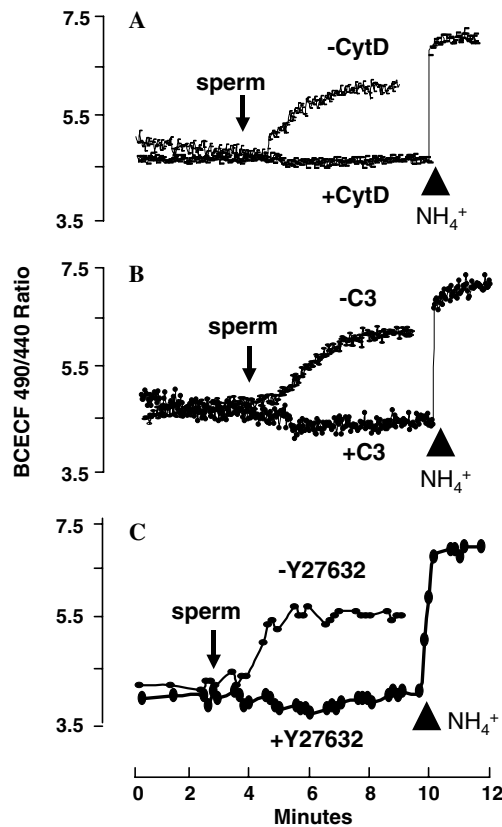 A
7.5
5.5
3.5
sperm
-CytD
+CytD
NH₄⁺
B
7.5
5.5
3.5
sperm
-C3
+C3
NH₄⁺
BCECF 490/440 Ratio
C
7.5
5.5
3.5
sperm
-Y27632
+Y27632
NH₄⁺
0 2 4 6 8 10 12
Minutes